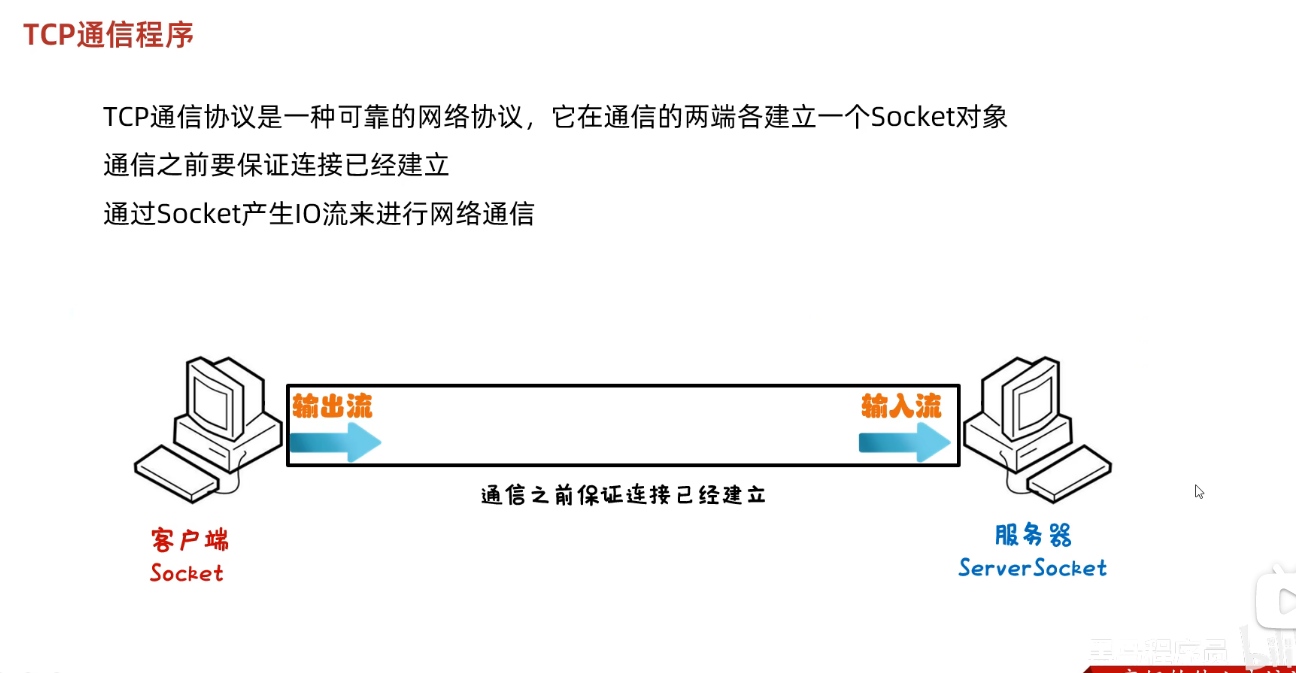 TCP通信程序
TCP通信协议是一种可靠的网络协议，它在通信的两端各建立一个Socket对象
通信之前要保证连接已经建立
通过Socket产生IO流来进行网络通信
输出流
输入流
通信之前保证连接已经建立
客户端
Socket
服务器
ServerSocket